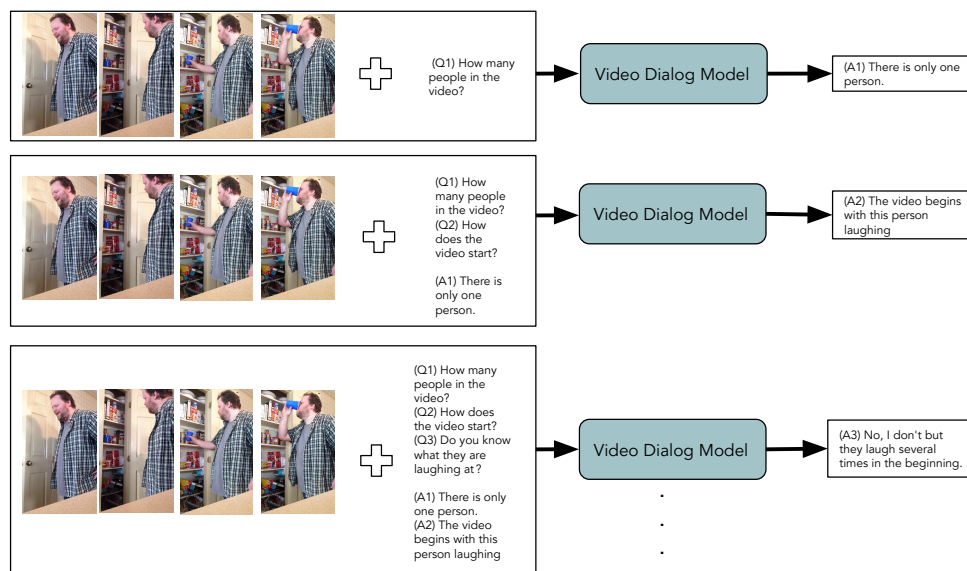 (Q1) How many
people in the
video?
Video Dialog Model
(A1) There is only one
person.
(Q1) How
many people
in the video?
(Q2) How
does the
video start?
(A1) There is
only one
person.
Video Dialog Model
(A2) The video begins
with this person
laughing
(Q1) How many
people in the
video?
(Q2) How does
the video start?
(Q3) Do you know
what they are
laughing at?
(A1) There is only
one person.
(A2) The video
begins with this
person laughing
Video Dialog Model
(A3) No, I don't but
they laugh several
times in the beginning.